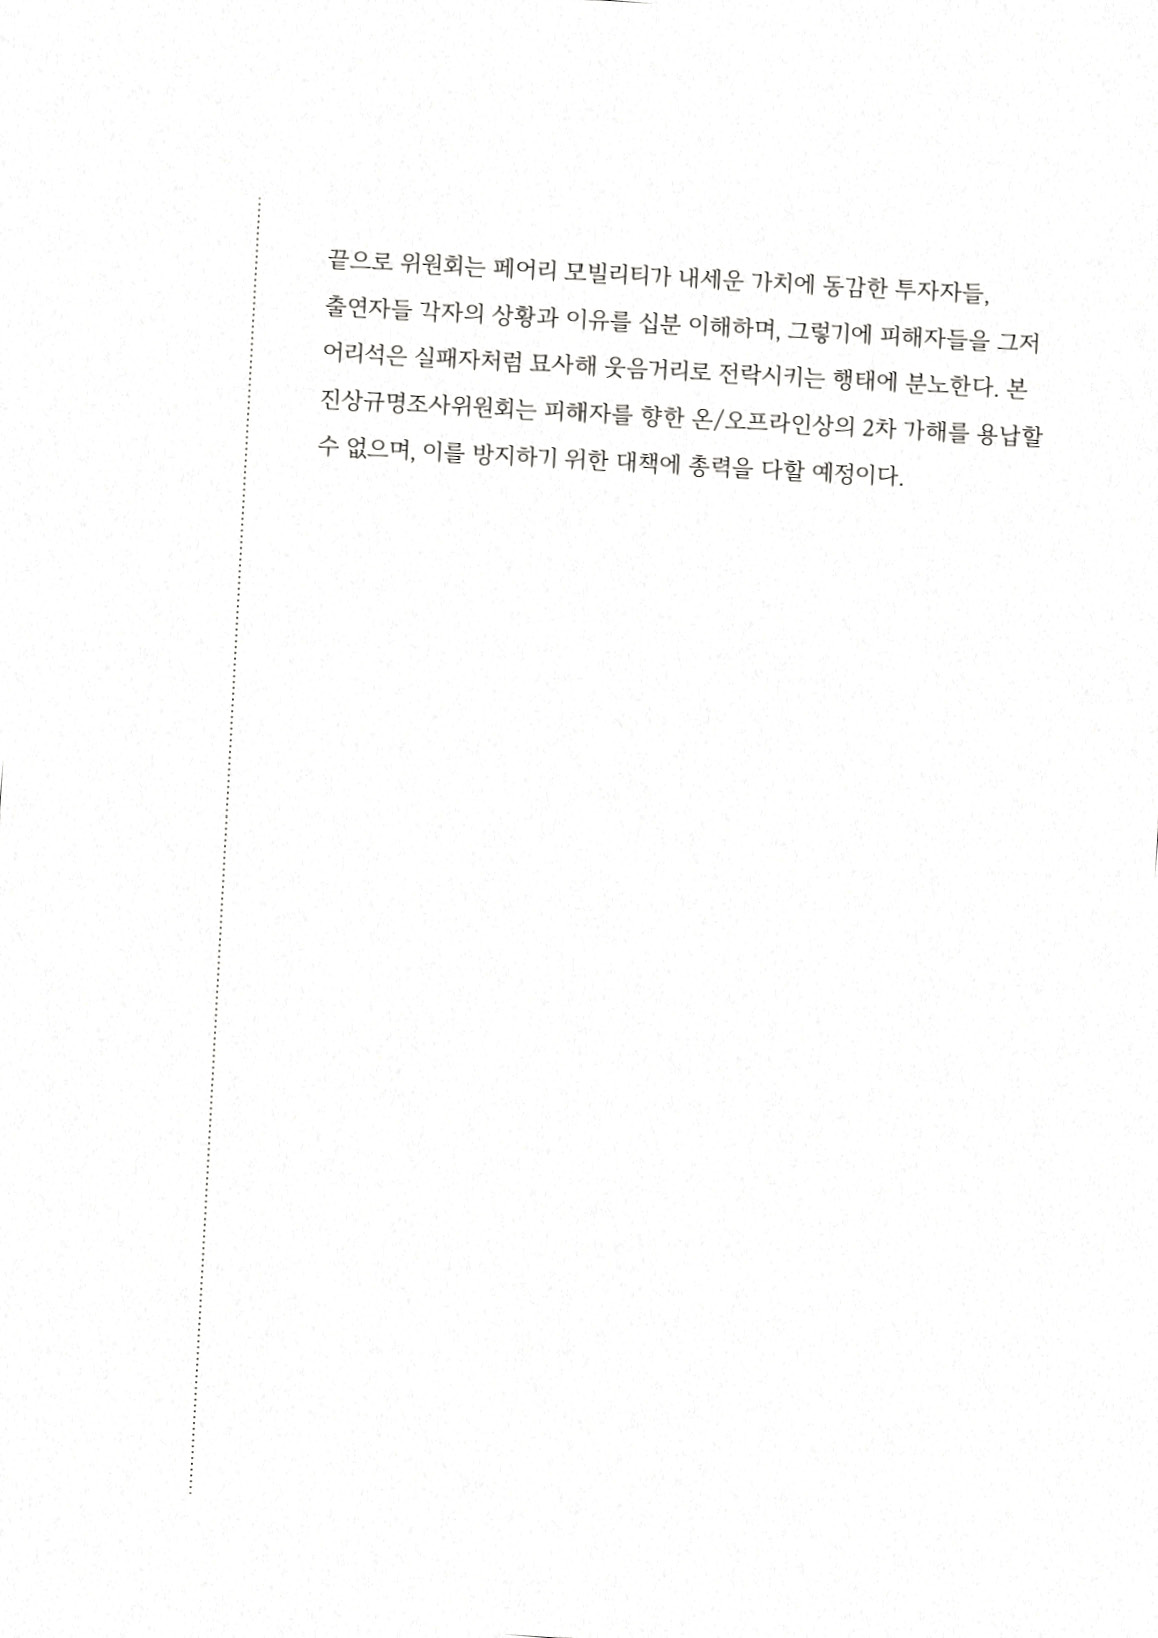 끝으로 위원회는 페어리 모빌리티가 내세운 가치에 동감한 투자자들,
출연자들 각자의 상황과 이유를 십분 이해하며, 그렇기에 피해자들을 그저
어리석은 실패자처럼 묘사해 웃음거리로 전락시키는 행태에 분노한다. 본
진상규명조사위원회는 피해자를 향한 온/오프라인상의 2차 가해를 용납할
수 없으며, 이를 방지하기 위한 대책에 총력을 다할 예정이다.